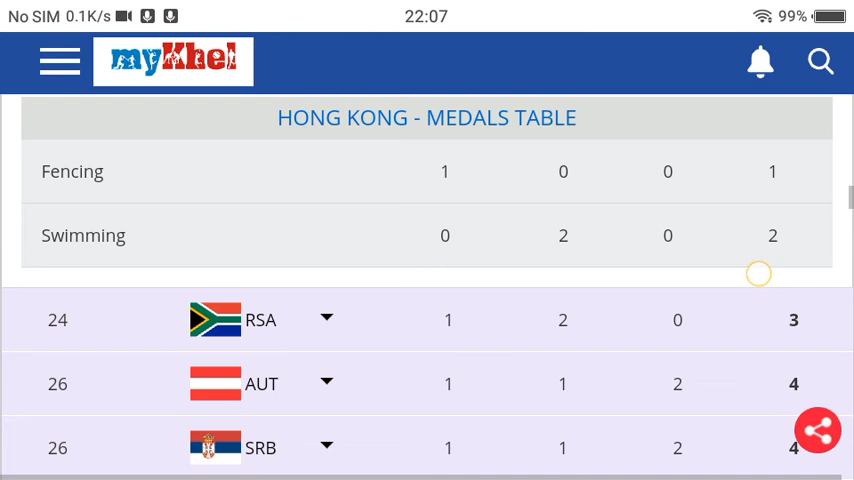 No SIM 0.1K/s 22:07 99%
myKhel
HONG KONG - MEDALS TABLE
Fencing 1 0 0 1
Swimming 0 2 0 2
24 RSA 1 2 0 3
26 AUT 1 1 2 4
26 SRB 1 1 2 4